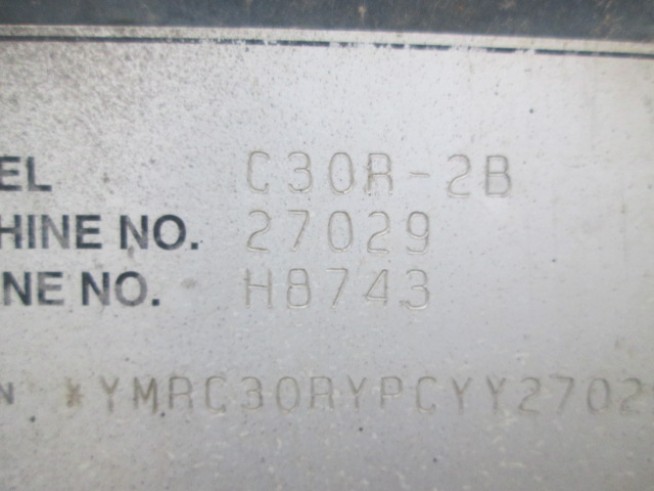 EL C30R-2B
HINE NO. 27029
NE NO. H8743
N *YMRC30RYPCYY2702